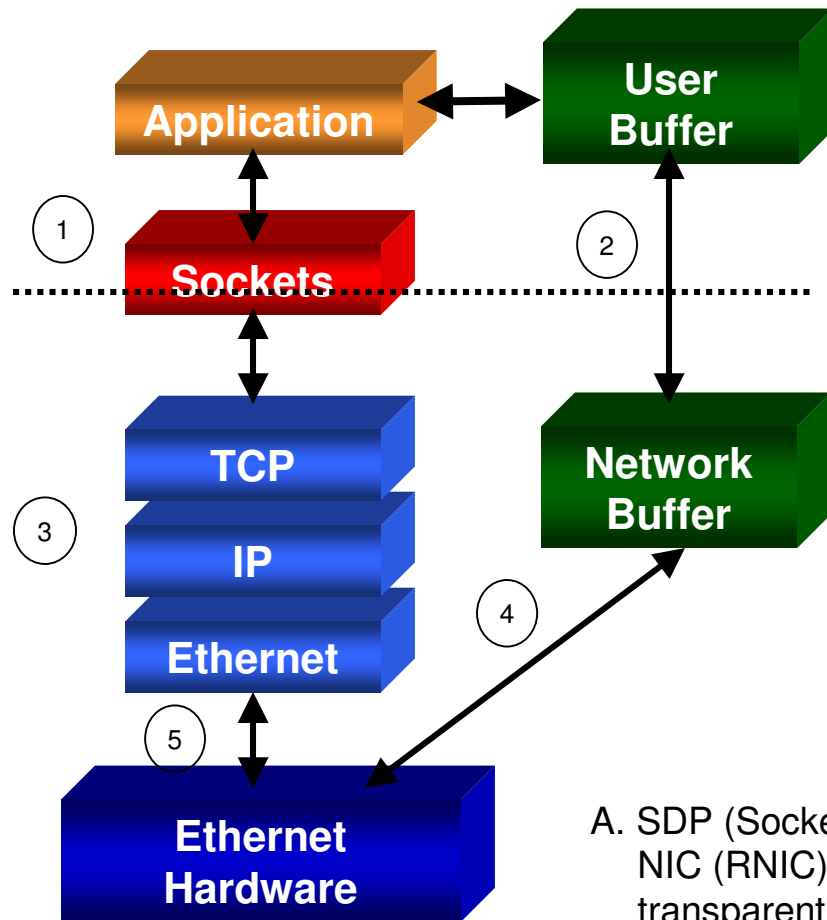 User
Buffer
Application
1
2
Sockets
TCP
Network
Buffer
3
IP
4
Ethernet
5
Ethernet
Hardware
A. SDP (Socke
NIC (RNIC)
transparent